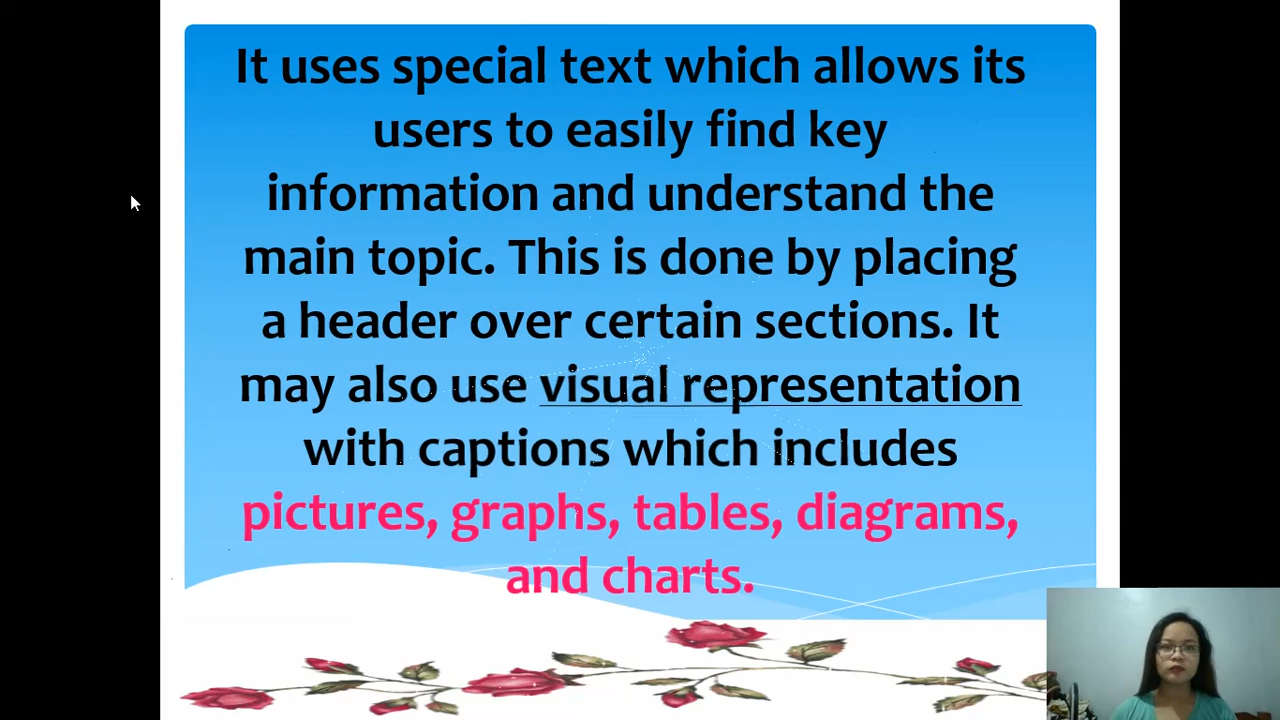 It uses special text which allows its
users to easily find key
information and understand the
main topic. This is done by placing
a header over certain sections. It
may also use visual representation
with captions which includes
pictures, graphs, tables, diagrams,
and charts.